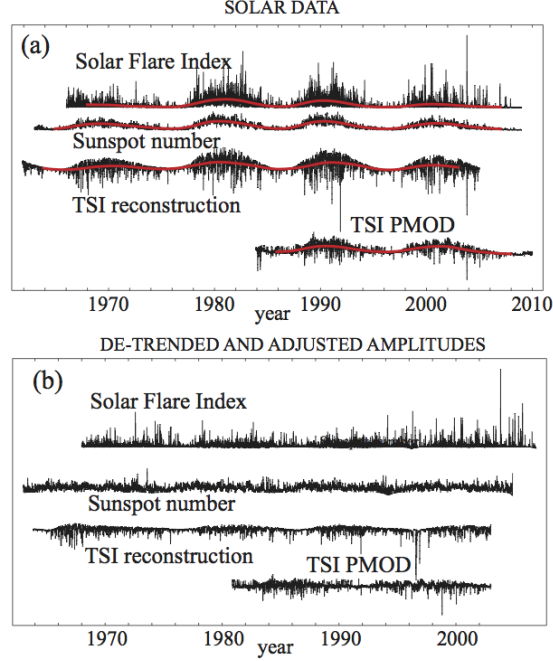 SOLAR DATA
(a)
Solar Flare Index
Sunspot number
TSI reconstruction
TSI PMOD
1970 1980 1990 2000 2010
year
DE-TRENDED AND ADJUSTED AMPLITUDES
(b)
Solar Flare Index
Sunspot number
TSI reconstruction
TSI PMOD
1970 1980 1990 2000
year